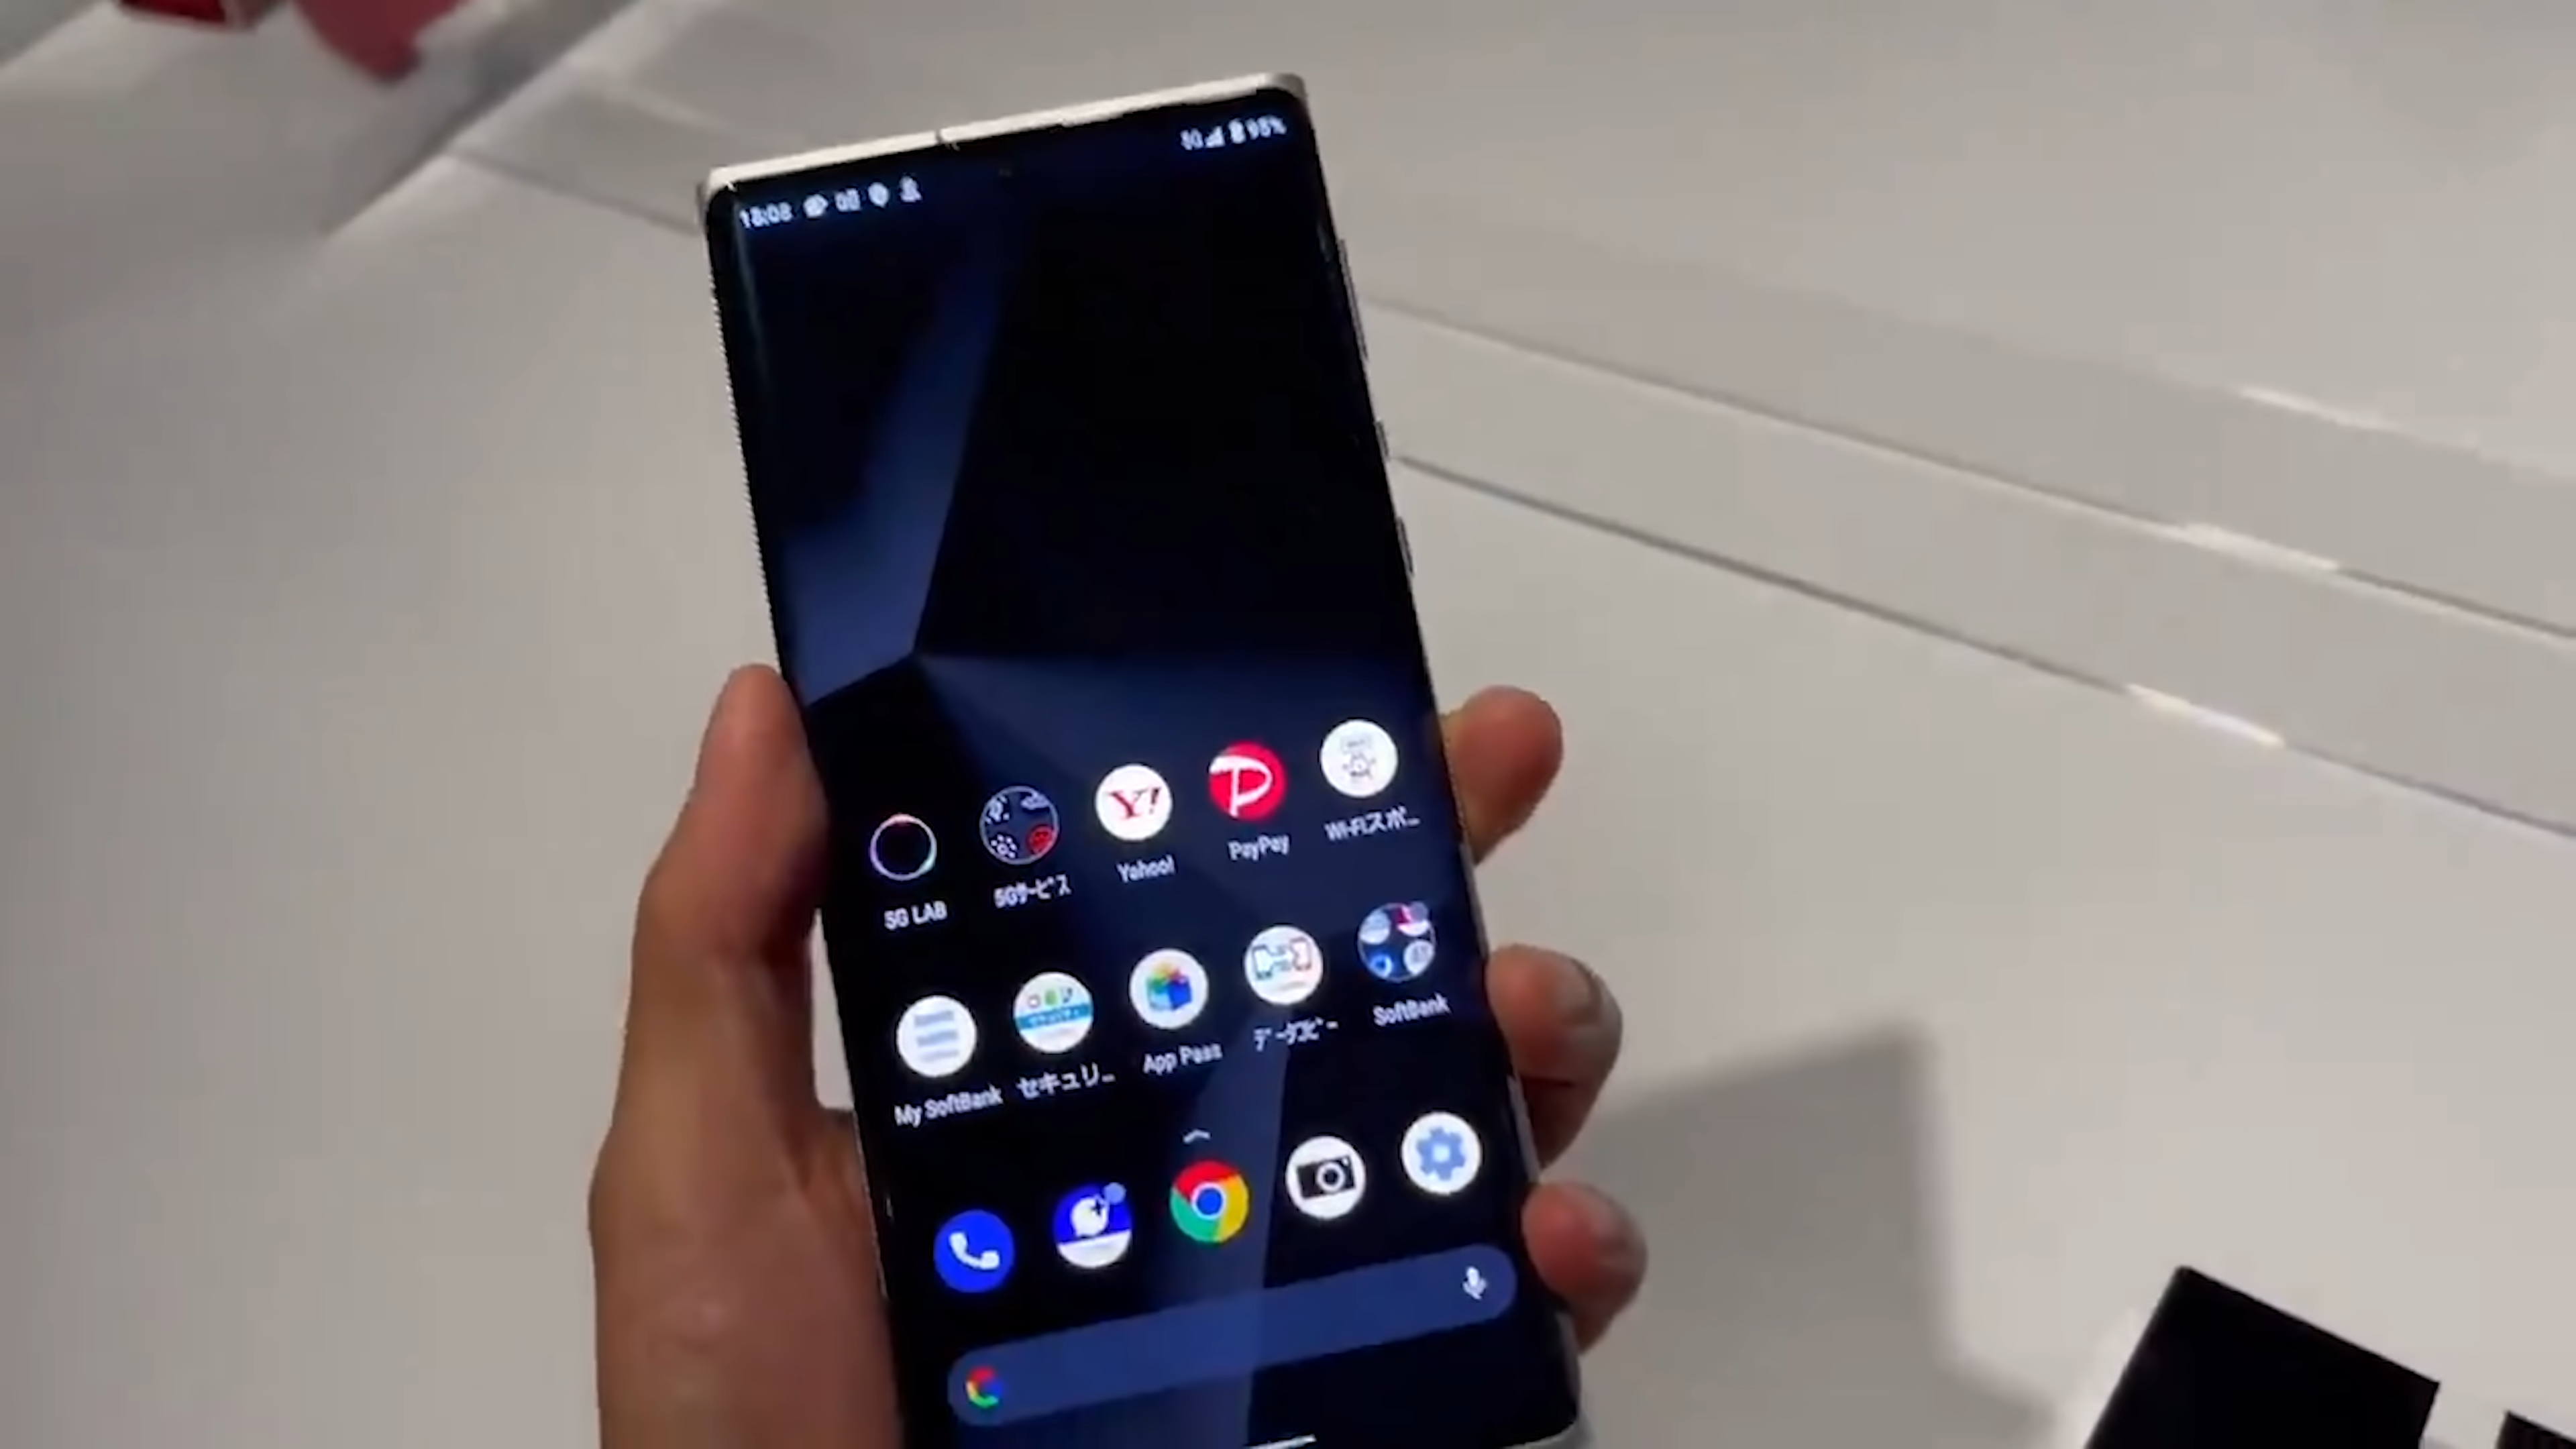 18:08
5G 95%
Y!
5G LAB
5Gサービス
Yahoo!
PayPay
Wi-Fiスポ...
My SoftBank
セキュリ...
App Pass
データコピー
SoftBank